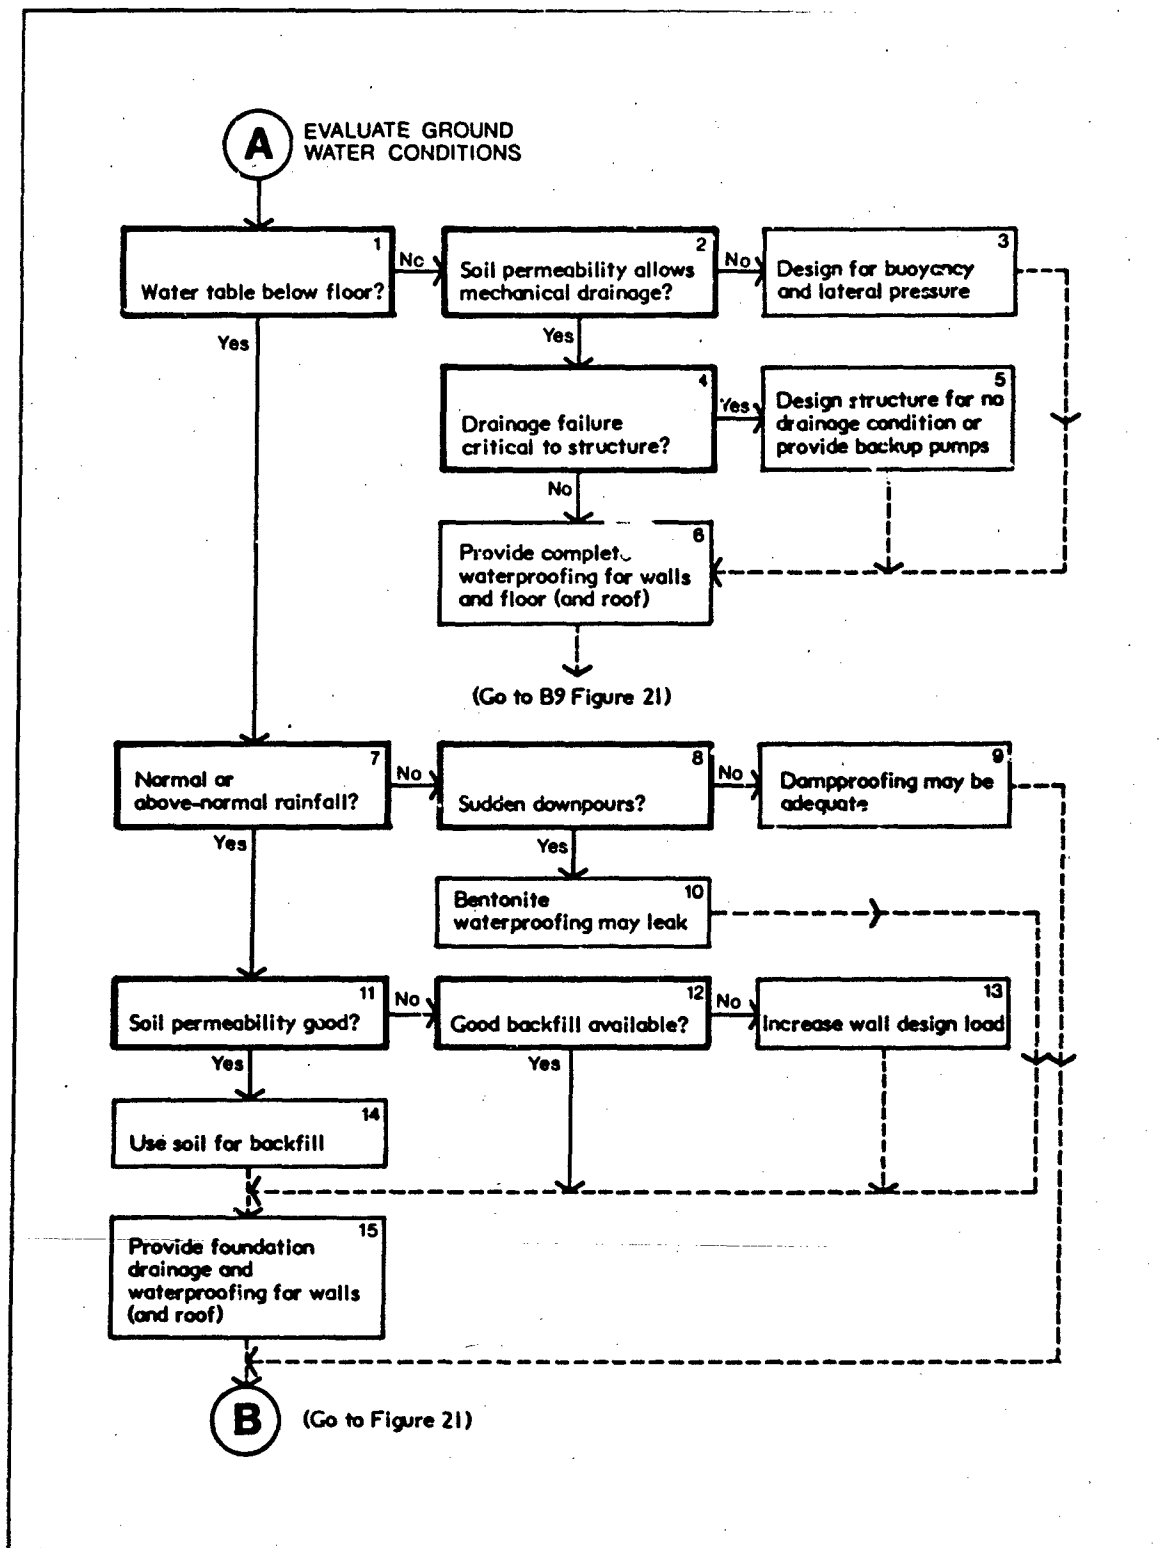 A
EVALUATE GROUND
WATER CONDITIONS
1
Water table below floor?
Nc
2
Soil permeability allows
mechanical drainage?
No
3
Design for buoyancy
and lateral pressure
Yes
Yes
4
Drainage failure
critical to structure?
Yes
5
Design structure for no
drainage condition or
provide backup pumps
No
6
Provide complete
waterproofing for walls
and floor (and roof)
(Go to B9 Figure 21)
7
Normal or
above-normal rainfall?
No
8
Sudden downpours?
No
9
Dampproofing may be
adequate
Yes
Yes
10
Bentonite
waterproofing may leak
11
Soil permeability good?
No
12
Good backfill available?
No
13
Increase wall design load
Yes
Yes
14
Use soil for backfill
15
Provide foundation
drainage and
waterproofing for walls
(and roof)
B
(Go to Figure 21)